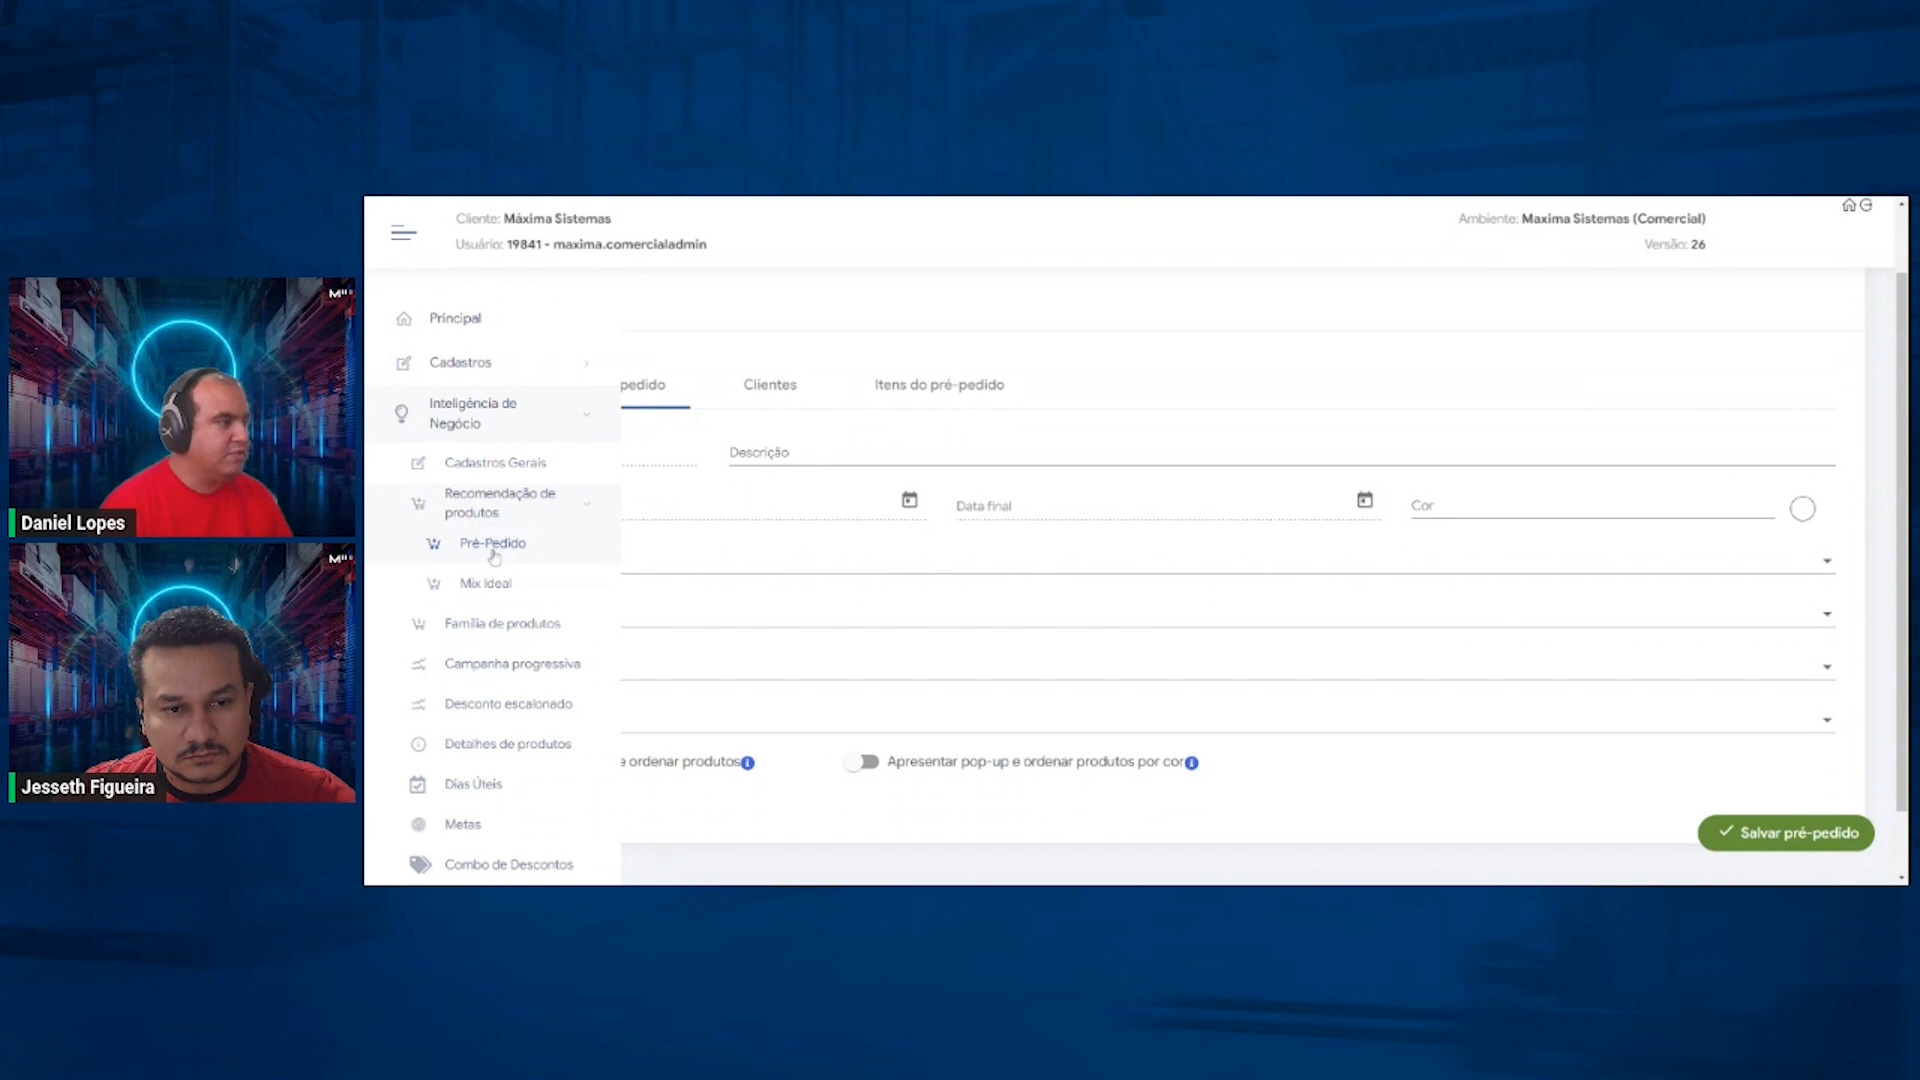 Cliente: Máxima Sistemas
Usuário: 19841 - maxima.comercialadmin
Ambiente: Maxima Sistemas (Comercial)
Versão: 26
Principal
Cadastros
Inteligência de
Negócio
Cadastros Gerais
Recomendação de
produtos
Pré-Pedido
Mix Ideal
Família de produtos
Campanha progressiva
Desconto escalonado
Detalhes de produtos
Dias Úteis
Metas
Combo de Descontos
pedido
Clientes
Itens do pré-pedido
Descrição
Data final
Cor
e ordenar produtos
Apresentar pop-up e ordenar produtos por cor
Salvar pré-pedido
Daniel Lopes
Jesseth Figueira